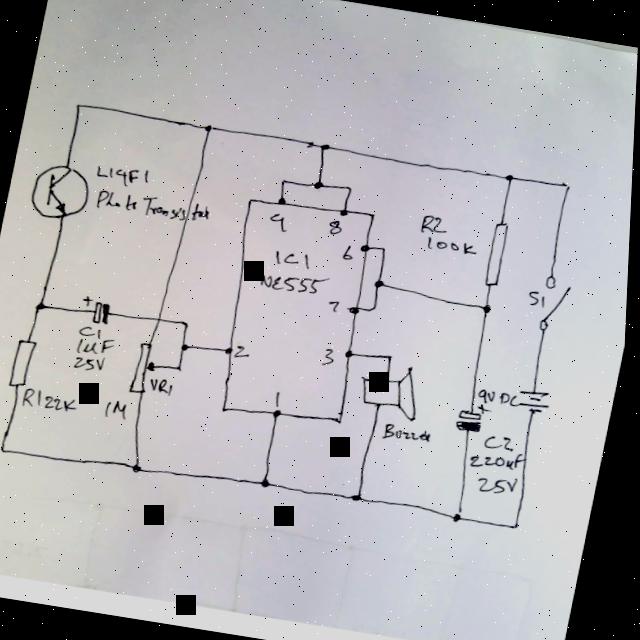 L14F1
Photo Transistor
4
8
R2
100K
6
IC1
NE555
7
S1
+
C1
1uF
25V
2
3
1
VR1
1M
R1 22K
Buzzer
9V DC
+
C2
220uF
25V